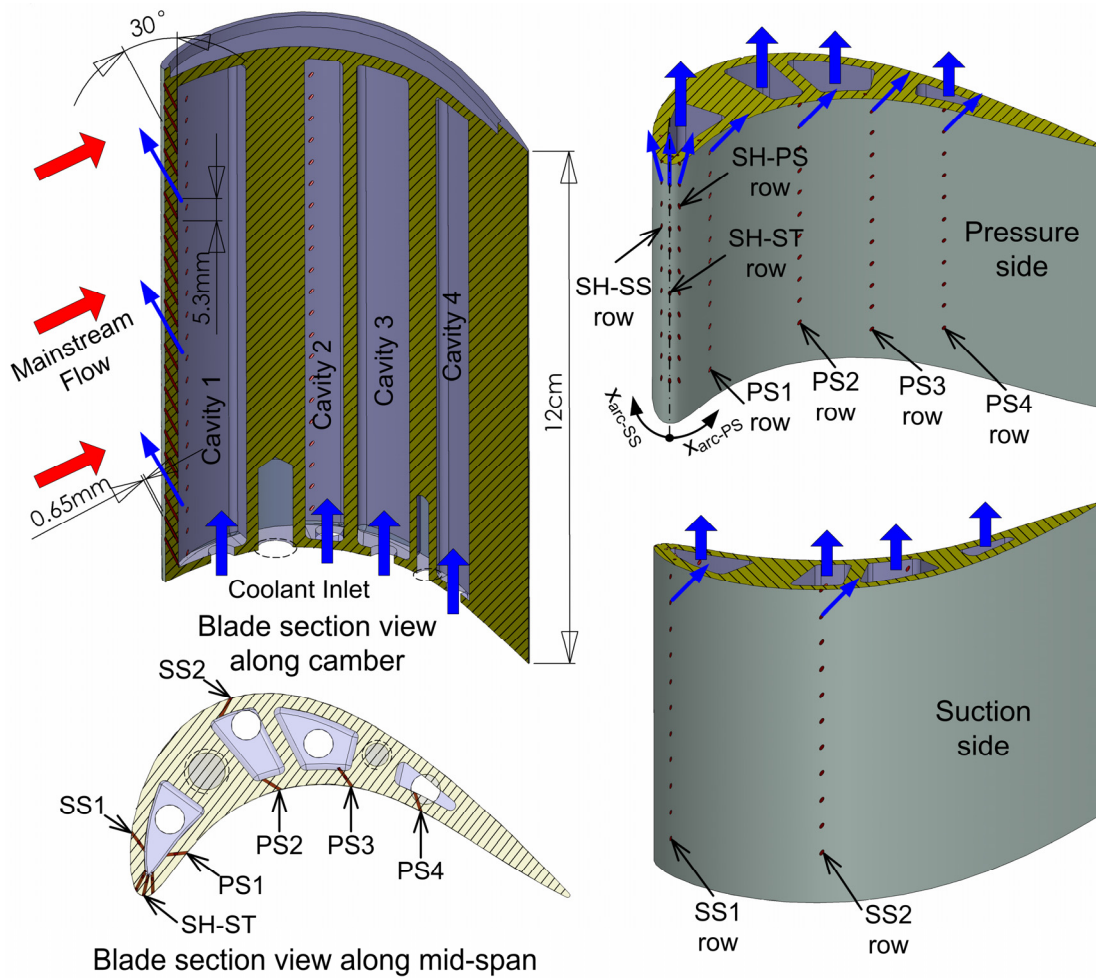 30°
Mainstream
Flow
5.3mm
0.65mm
Cavity 1
Cavity 2
Cavity 3
Cavity 4
12cm
Coolant Inlet
Blade section view
along camber
SH-PS
row
SH-ST
row
SH-SS
row
Pressure
side
PS1
row
PS2
row
PS3
row
PS4
row
xarc-SS
xarc-PS
SS2
SS1
PS1
PS2
PS3
PS4
SH-ST
Blade section view along mid-span
Suction
side
SS1
row
SS2
row